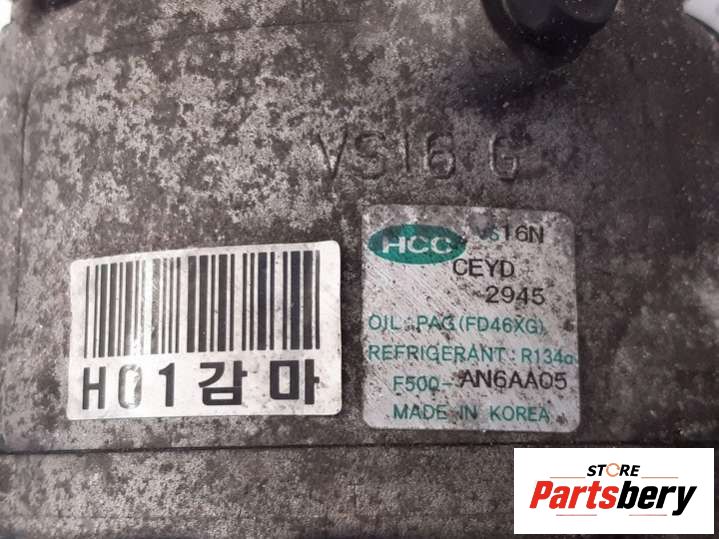 VS16 G
HCC VS16N
CEYD
2945
OIL:PAG(FD46XG)
REFRIGERANT:R134a
F500-AN6AA05
MADE IN KOREA
H01감마
STORE
Partsbery